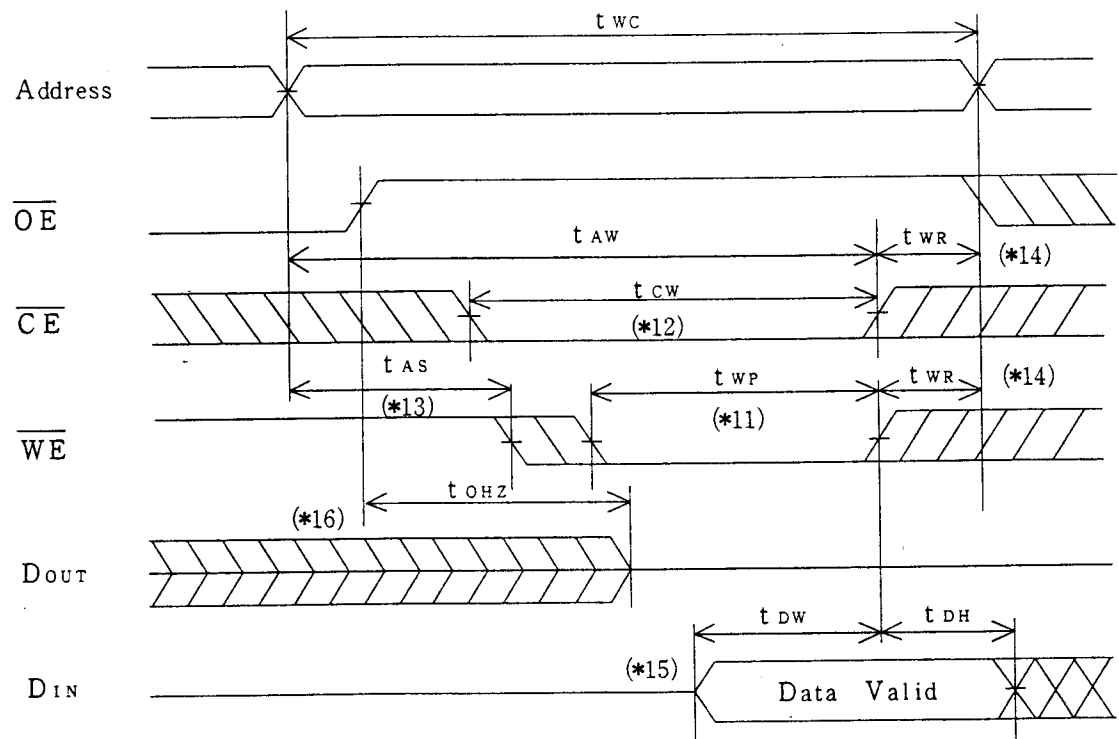 t WC
Address
OE
t AW
t WR
(*14)
CE
t CW
(*12)
t AS
(*13)
t WP
(*11)
t WR
(*14)
WE
t OHZ
(*16)
DOUT
t DW
t DH
(*15)
DIN
Data Valid